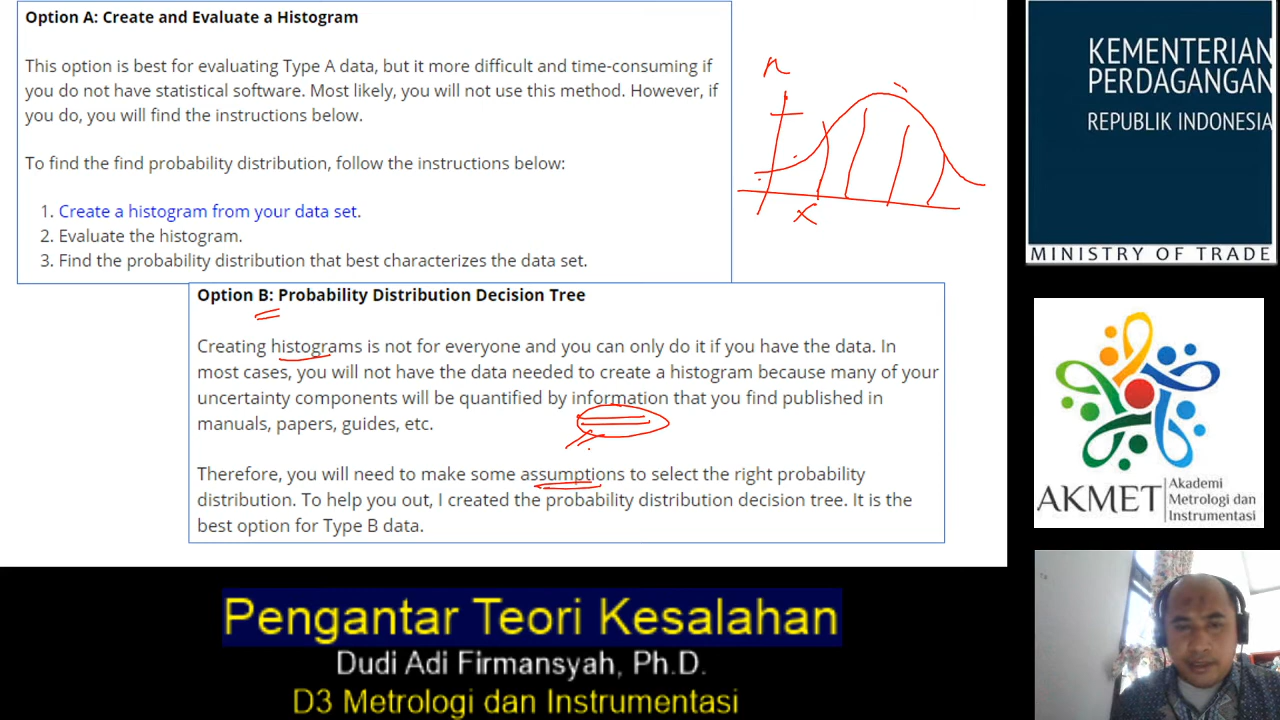 Option A: Create and Evaluate a Histogram
This option is best for evaluating Type A data, but it more difficult and time-consuming if
you do not have statistical software. Most likely, you will not use this method. However, if
you do, you will find the instructions below.
To find the find probability distribution, follow the instructions below:
1. Create a histogram from your data set.
2. Evaluate the histogram.
3. Find the probability distribution that best characterizes the data set.
n
x
Option B: Probability Distribution Decision Tree
Creating histograms is not for everyone and you can only do it if you have the data. In
most cases, you will not have the data needed to create a histogram because many of your
uncertainty components will be quantified by information that you find published in
manuals, papers, guides, etc.
Therefore, you will need to make some assumptions to select the right probability
distribution. To help you out, I created the probability distribution decision tree. It is the
best option for Type B data.
KEMENTERIAN
PERDAGANGAN
REPUBLIK INDONESIA
MINISTRY OF TRADE
AKMET
Akademi
Metrologi dan
Instrumentasi
Pengantar Teori Kesalahan
Dudi Adi Firmansyah, Ph.D.
D3 Metrologi dan Instrumentasi